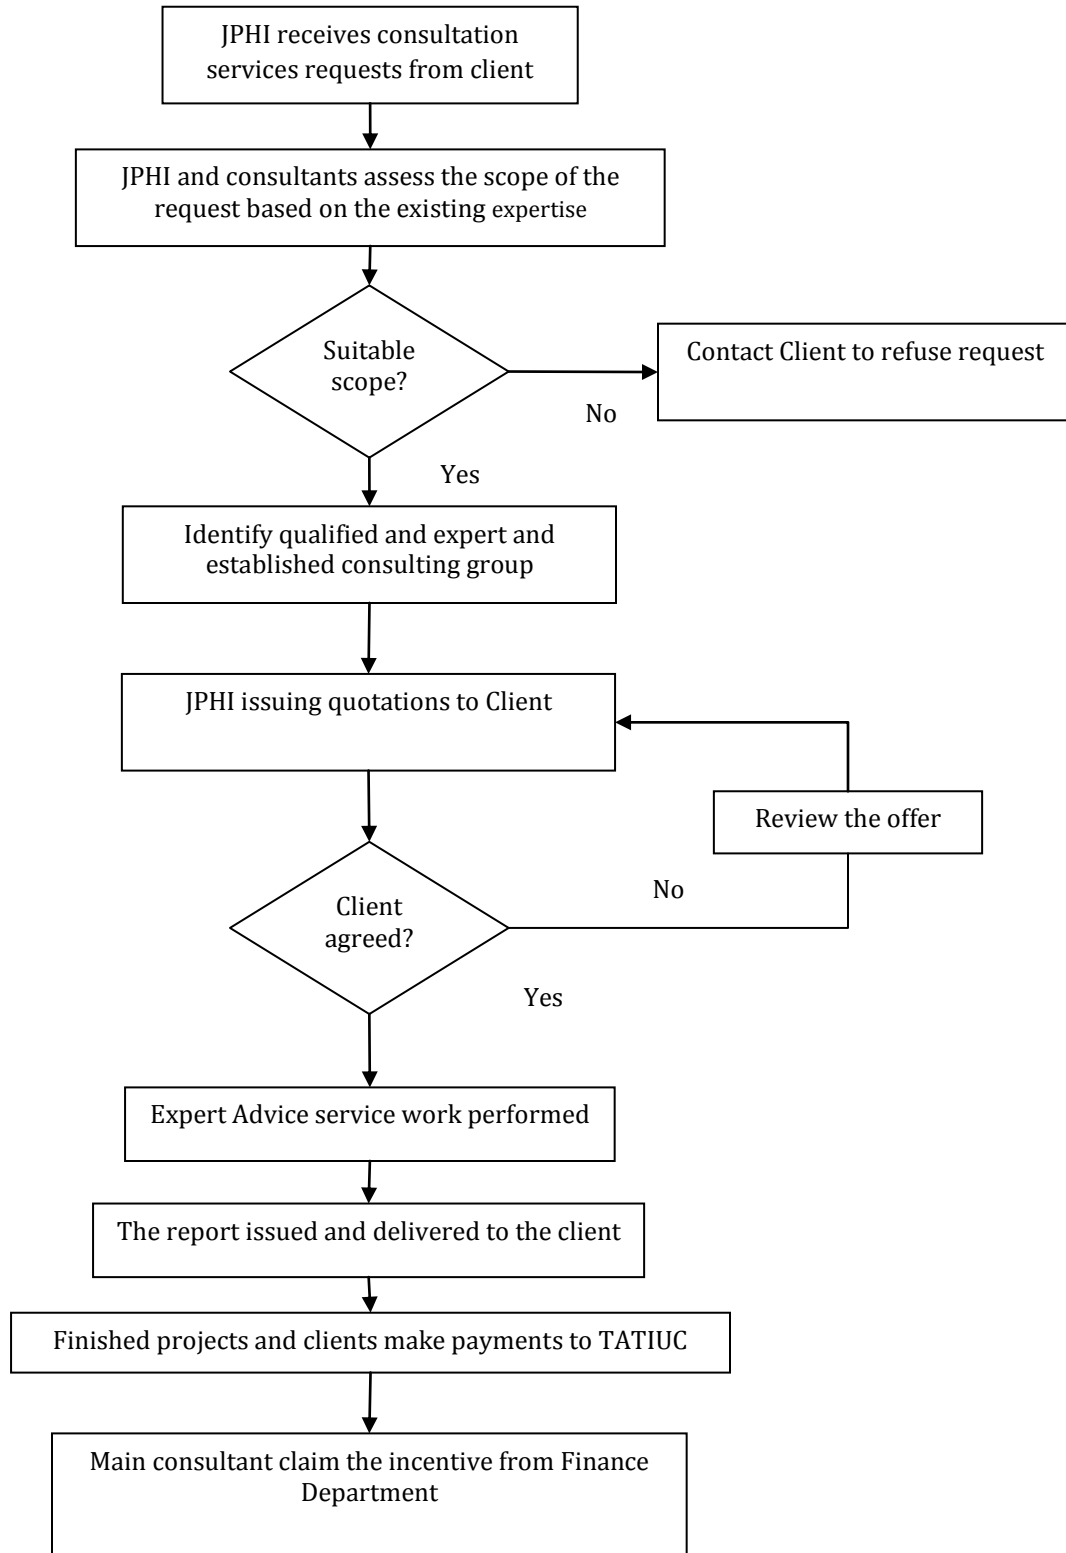 JPHI receives consultation
services requests from client
JPHI and consultants assess the scope of the
request based on the existing expertise
Suitable
scope?
Contact Client to refuse request
No
Yes
Identify qualified and expert and
established consulting group
JPHI issuing quotations to Client
Review the offer
No
Client
agreed?
Yes
Expert Advice service work performed
The report issued and delivered to the client
Finished projects and clients make payments to TATIUC
Main consultant claim the incentive from Finance
Department